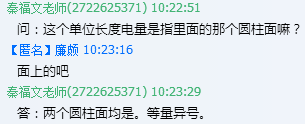 秦福文老师(2722625371) 10:22:51
问：这个单位长度电量是指里面的那个圆柱面嘛？
【匿名】廉颇 10:23:16
面上的吧
秦福文老师(2722625371) 10:23:29
答：两个圆柱面均是。等量异号。